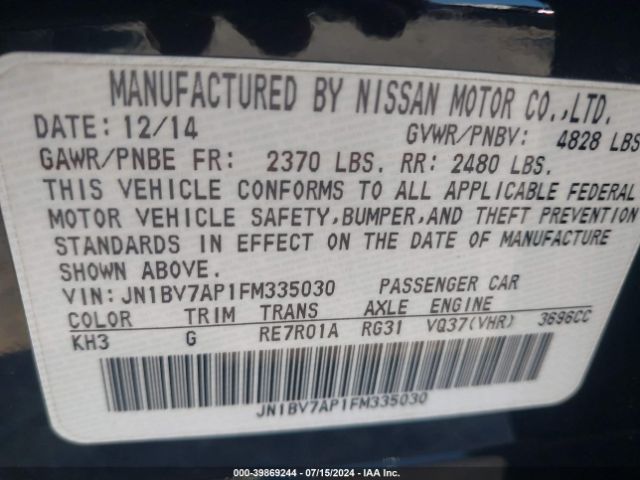 MANUFACTURED BY NISSAN MOTOR CO.,LTD.
DATE: 12/14 GVWR/PNBV: 4828 LBS
GAWR/PNBE FR: 2370 LBS. RR: 2480 LBS.
THIS VEHICLE CONFORMS TO ALL APPLICABLE FEDERAL
MOTOR VEHICLE SAFETY,BUMPER,AND THEFT PREVENTION
STANDARDS IN EFFECT ON THE DATE OF MANUFACTURE
SHOWN ABOVE.
VIN: JN1BV7AP1FM335030 PASSENGER CAR
COLOR TRIM TRANS AXLE ENGINE
KH3 G RE7R01A RG31 VQ37(VHR) 3696CC
JN1BV7AP1FM335030
000-39869244 - 07/15/2024 - IAA Inc.